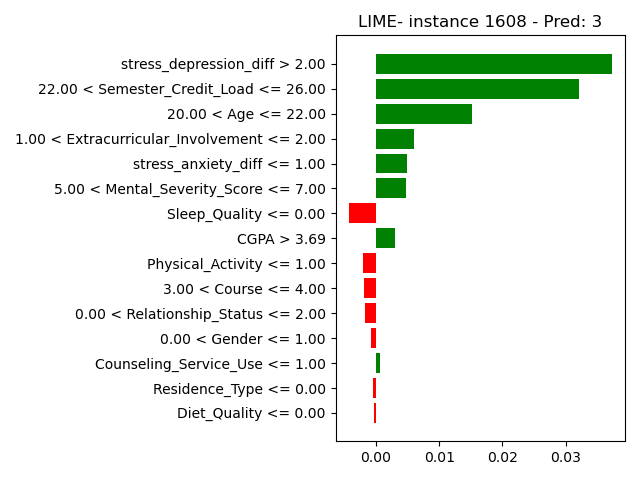 LIME- instance 1608 - Pred: 3
stress_depression_diff > 2.00
22.00 < Semester_Credit_Load <= 26.00
20.00 < Age <= 22.00
1.00 < Extracurricular_Involvement <= 2.00
stress_anxiety_diff <= 1.00
5.00 < Mental_Severity_Score <= 7.00
Sleep_Quality <= 0.00
CGPA > 3.69
Physical_Activity <= 1.00
3.00 < Course <= 4.00
0.00 < Relationship_Status <= 2.00
0.00 < Gender <= 1.00
Counseling_Service_Use <= 1.00
Residence_Type <= 0.00
Diet_Quality <= 0.00
0.00 0.01 0.02 0.03